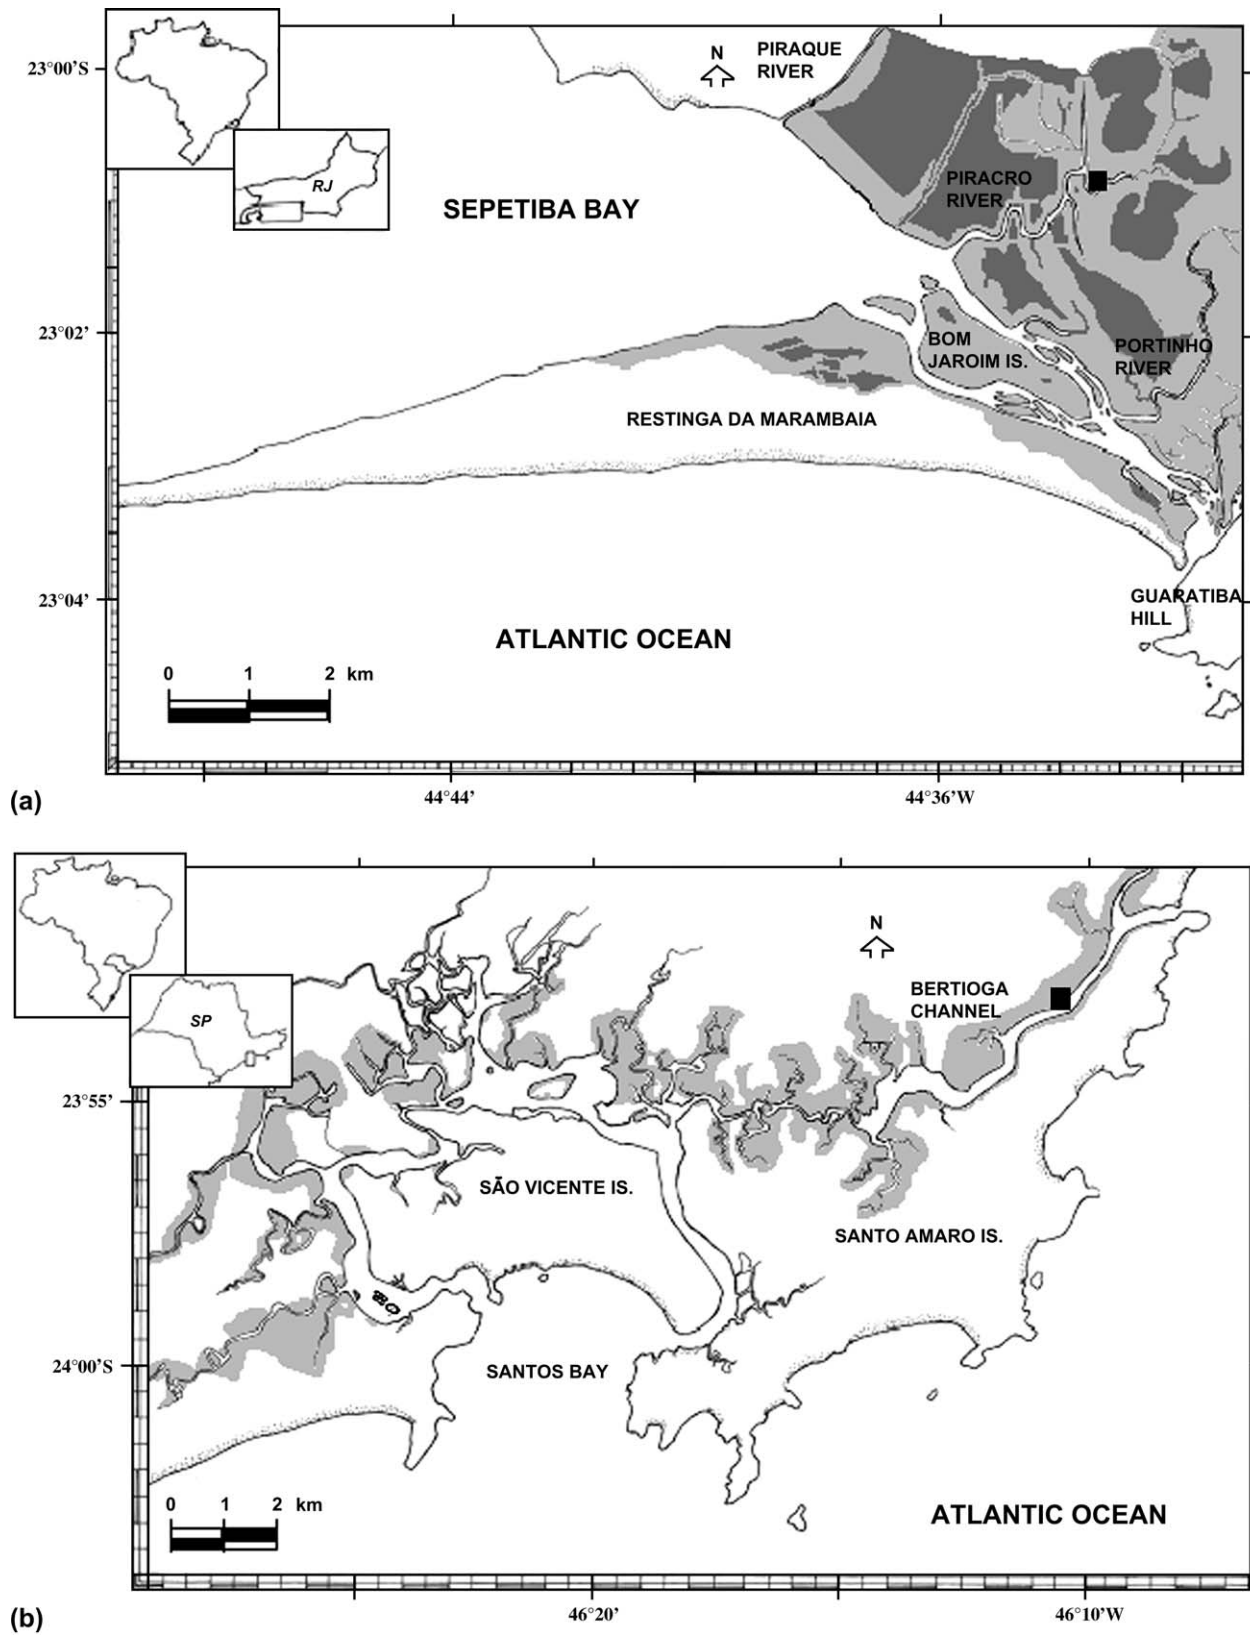 N
PIRAQUE
RIVER
23°00'S
RJ
PIRACRO
RIVER
SEPETIBA BAY
23°02'
BOM
JAROIM IS.
PORTINHO
RIVER
RESTINGA DA MARAMBAIA
23°04'
GUARATIBA
HILL
ATLANTIC OCEAN
0 1 2 km
44°44' 44°36'W
(a)
N
BERTIOGA
CHANNEL
SP
23°55'
SÃO VICENTE IS.
SANTO AMARO IS.
24°00'S
SANTOS BAY
0 1 2 km
ATLANTIC OCEAN
46°20' 46°10'W
(b)